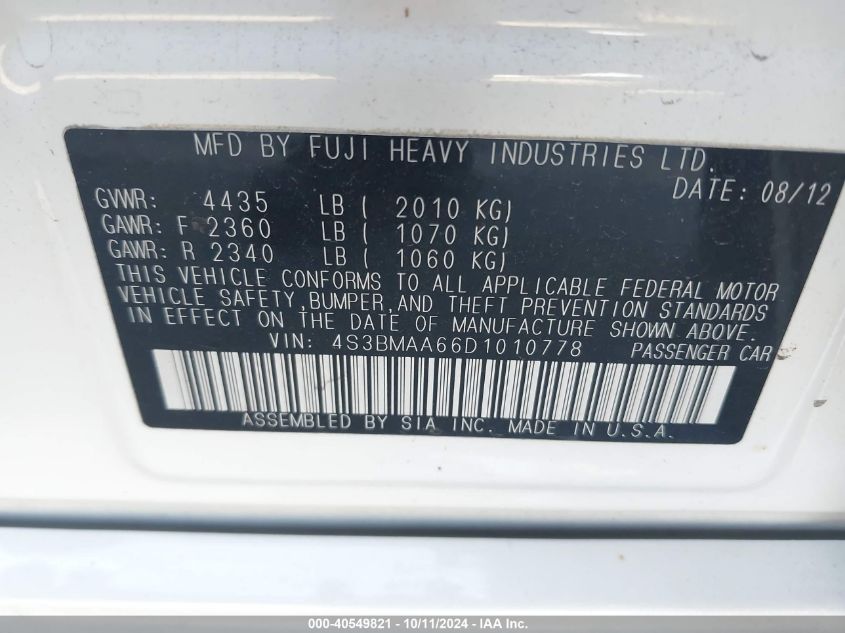 MFD BY FUJI HEAVY INDUSTRIES LTD.
DATE: 08/12
GVWR: 4435 LB ( 2010 KG)
GAWR: F 2360 LB ( 1070 KG)
GAWR: R 2340 LB ( 1060 KG)
THIS VEHICLE CONFORMS TO ALL APPLICABLE FEDERAL MOTOR
VEHICLE SAFETY,BUMPER,AND THEFT PREVENTION STANDARDS
IN EFFECT ON THE DATE OF MANUFACTURE SHOWN ABOVE.
VIN: 4S3BMAA66D1010778 PASSENGER CAR
ASSEMBLED BY SIA INC. MADE IN U.S.A.
000-40549821 - 10/11/2024 - IAA Inc.